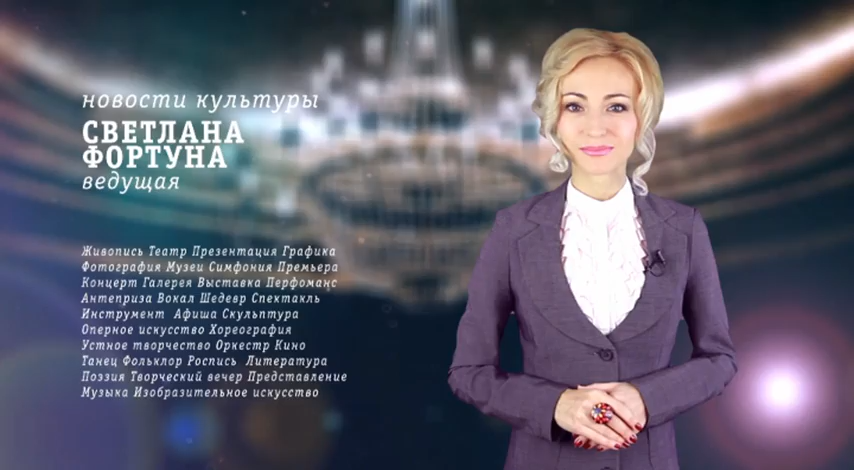 новости культуры
СВЕТЛАНА
ФОРТУНА
ведущая
Живопись Театр Презентация Графика
Фотография Музеи Симфония Премьера
Концерт Галерея Выставка Перфоманс
Антеприза Вокал Шедевр Спектакль
Инструмент Афиша Скульптура
Оперное искусство Хореография
Устное творчество Оркестр Кино
Танец Фольклор Роспись Литература
Поэзия Творческий вечер Представление
Музыка Изобразительное искусство